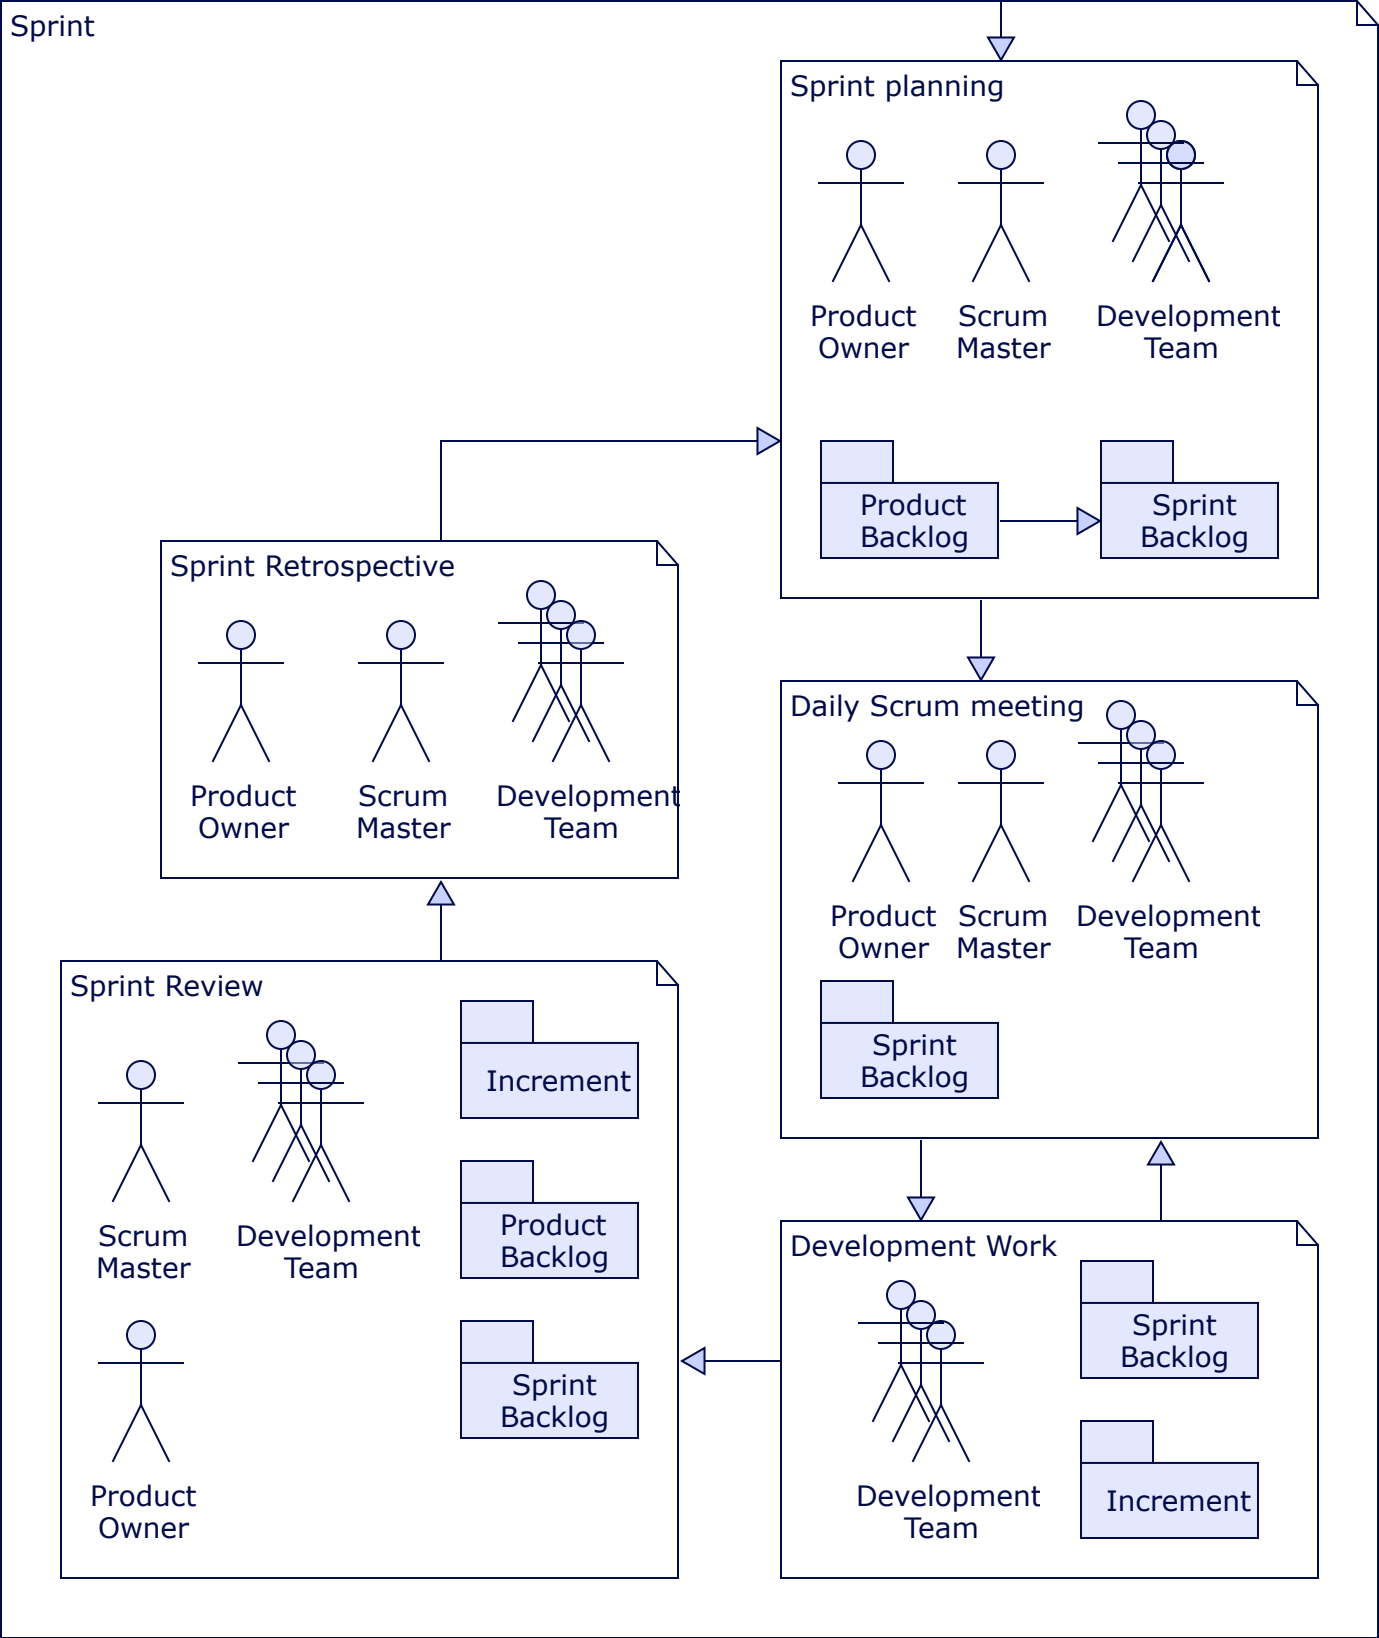 Sprint
Sprint planning
Product
Owner
Scrum
Master
Development
Team
Product
Backlog
Sprint
Backlog
Sprint Retrospective
Product
Owner
Scrum
Master
Development
Team
Daily Scrum meeting
Product
Owner
Scrum
Master
Development
Team
Sprint
Backlog
Sprint Review
Scrum
Master
Development
Team
Product
Owner
Increment
Product
Backlog
Sprint
Backlog
Development Work
Development
Team
Sprint
Backlog
Increment